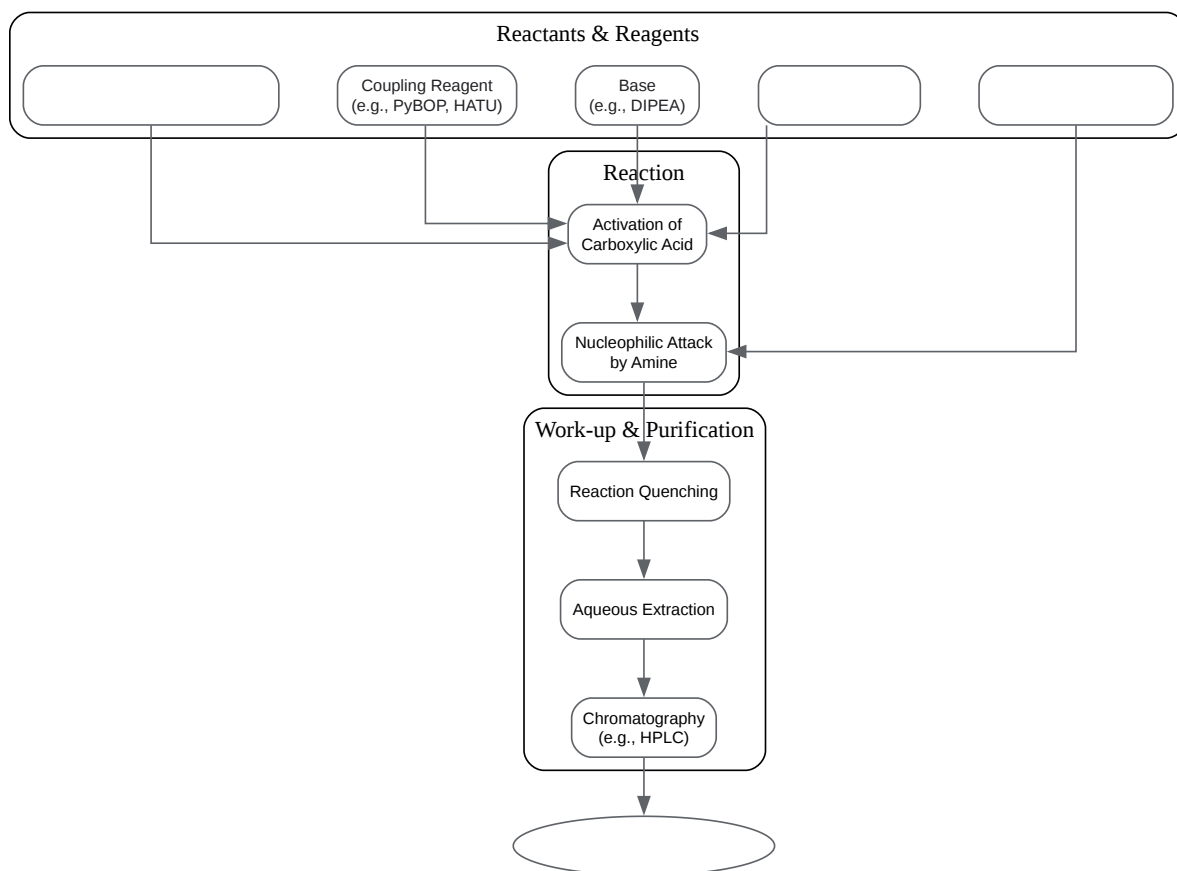 Reactants & Reagents
Coupling Reagent
(e.g., PyBOP, HATU)
Base
(e.g., DIPEA)
Reaction
Activation of
Carboxylic Acid
Nucleophilic Attack
by Amine
Work-up & Purification
Reaction Quenching
Aqueous Extraction
Chromatography
(e.g., HPLC)